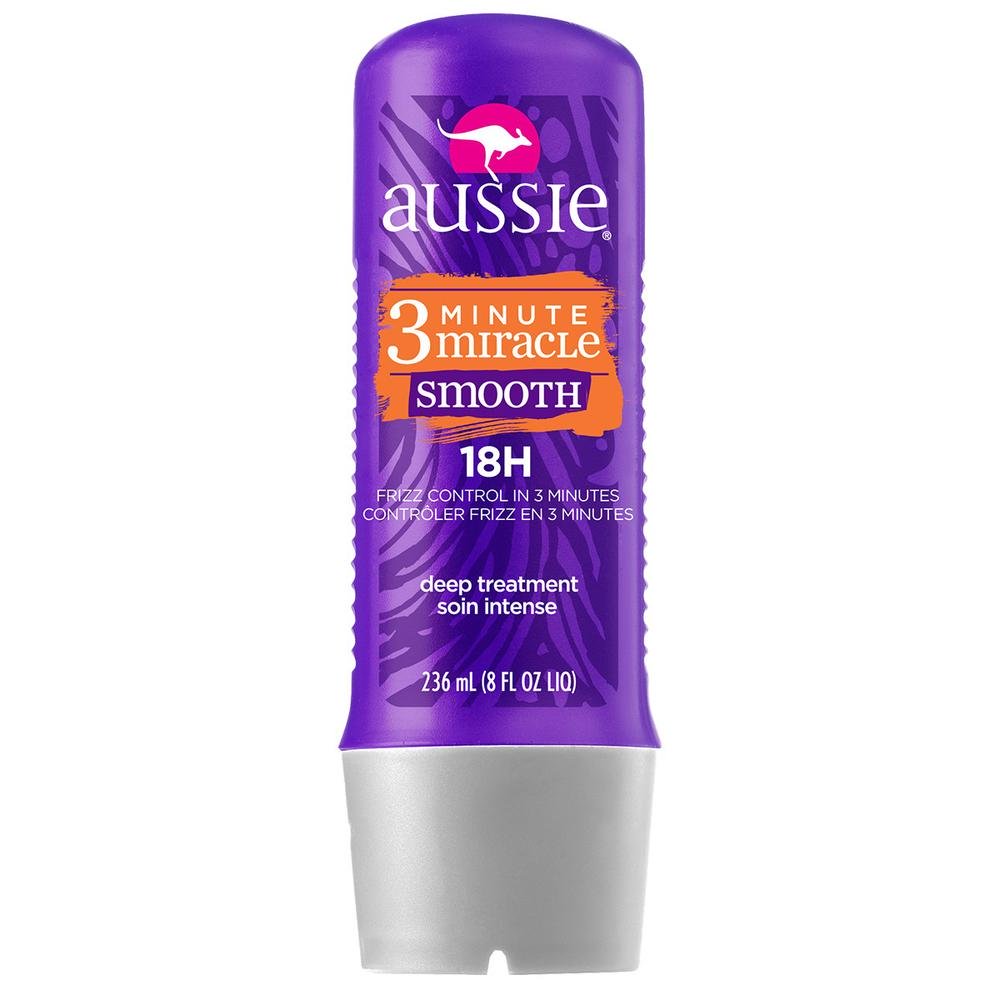 aussie®
3 MINUTE
miracle
smooth
18H
FRIZZ CONTROL IN 3 MINUTES
CONTRÔLER FRIZZ EN 3 MINUTES
deep treatment
soin intense
236 mL (8 FL OZ LIQ)